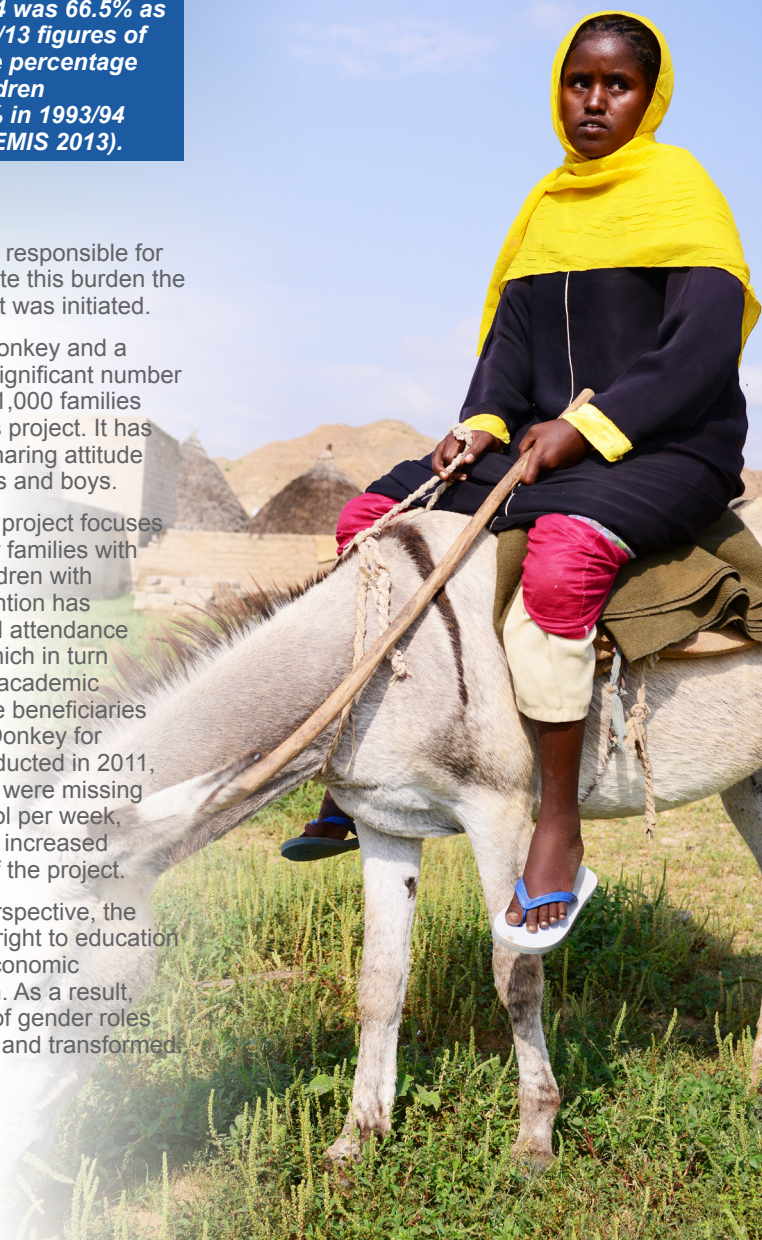 4 was 66.5% as
/13 figures of
e percentage
dren
% in 1993/94
EMIS 2013).
responsible for
te this burden the
t was initiated.
onkey and a
ignificant number
1,000 families
s project. It has
haring attitude
s and boys.
project focuses
r families with
dren with
ntion has
l attendance
hich in turn
academic
e beneficiaries
Donkey for
ducted in 2011,
were missing
ol per week,
increased
f the project.
rspective, the
right to education
conomic
n. As a result,
of gender roles
and transformed.